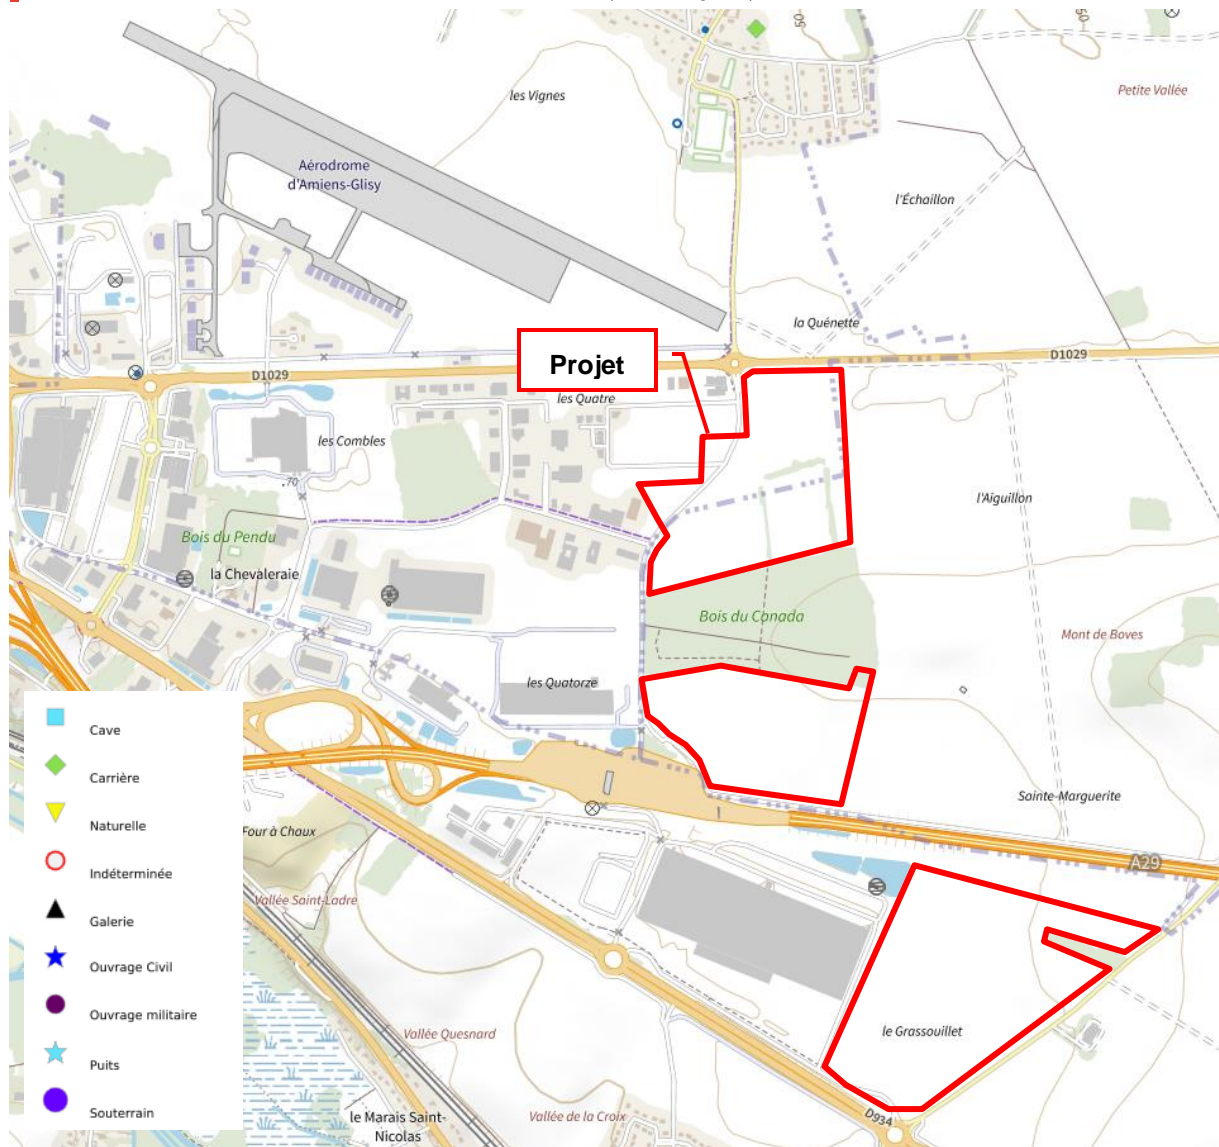 50
50
Petite Vallée
les Vignes
Aérodrome
d'Amiens-Glisy
l'Échaillon
la Quénette
D1029
Projet
D1029
les Quatre
les Combles
70
l'Aiguillon
Bois du Pendu
la Chevaleraie
Bois du Canada
Mont de Boves
les Quatorze
Cave
Carrière
Sainte-Marguerite
Naturelle
Four à Chaux
A29
Indéterminée
Vallée Saint-Ladre
Galerie
Ouvrage Civil
Ouvrage militaire
Vallée Quesnard
le Grassouillet
Puits
Souterrain
le Marais Saint-
Nicolas
Vallée de la Croix
D934